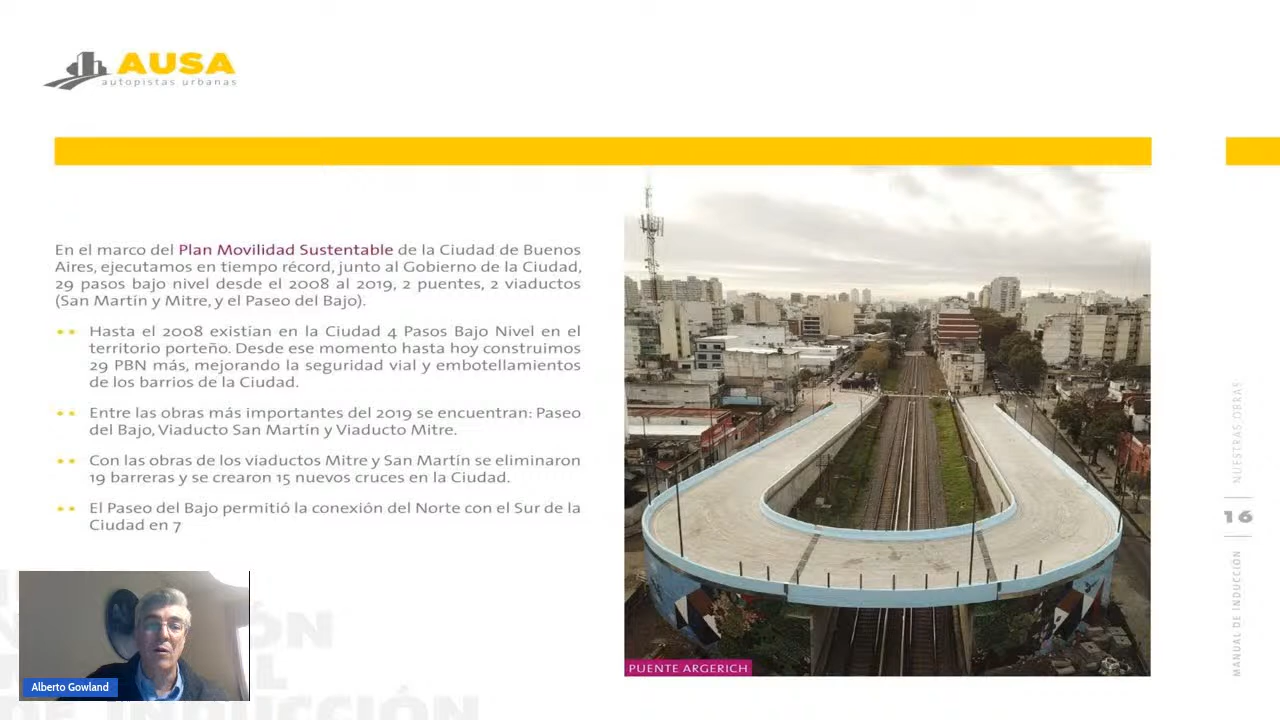 AUSA
autopistas urbanas
En el marco del Plan Movilidad Sustentable de la Ciudad de Buenos
Aires, ejecutamos en tiempo récord, junto al Gobierno de la Ciudad,
29 pasos bajo nivel desde el 2008 al 2019, 2 puentes, 2 viaductos
(San Martín y Mitre, y el Paseo del Bajo).
Hasta el 2008 existían en la Ciudad 4 Pasos Bajo Nivel en el
territorio porteño. Desde ese momento hasta hoy construimos
29 PBN más, mejorando la seguridad vial y embotellamientos
de los barrios de la Ciudad.
Entre las obras más importantes del 2019 se encuentran: Paseo
del Bajo, Viaducto San Martín y Viaducto Mitre.
Con las obras de los viaductos Mitre y San Martín se eliminaron
19 barreras y se crearon 15 nuevos cruces en la Ciudad.
El Paseo del Bajo permitió la conexión del Norte con el Sur de la
Ciudad en 7
PUENTE ARGERICH
NUESTRAS OBRAS
16
MANUAL DE INDUCCIÓN
Alberto Gowland
DE INDUCCIÓN